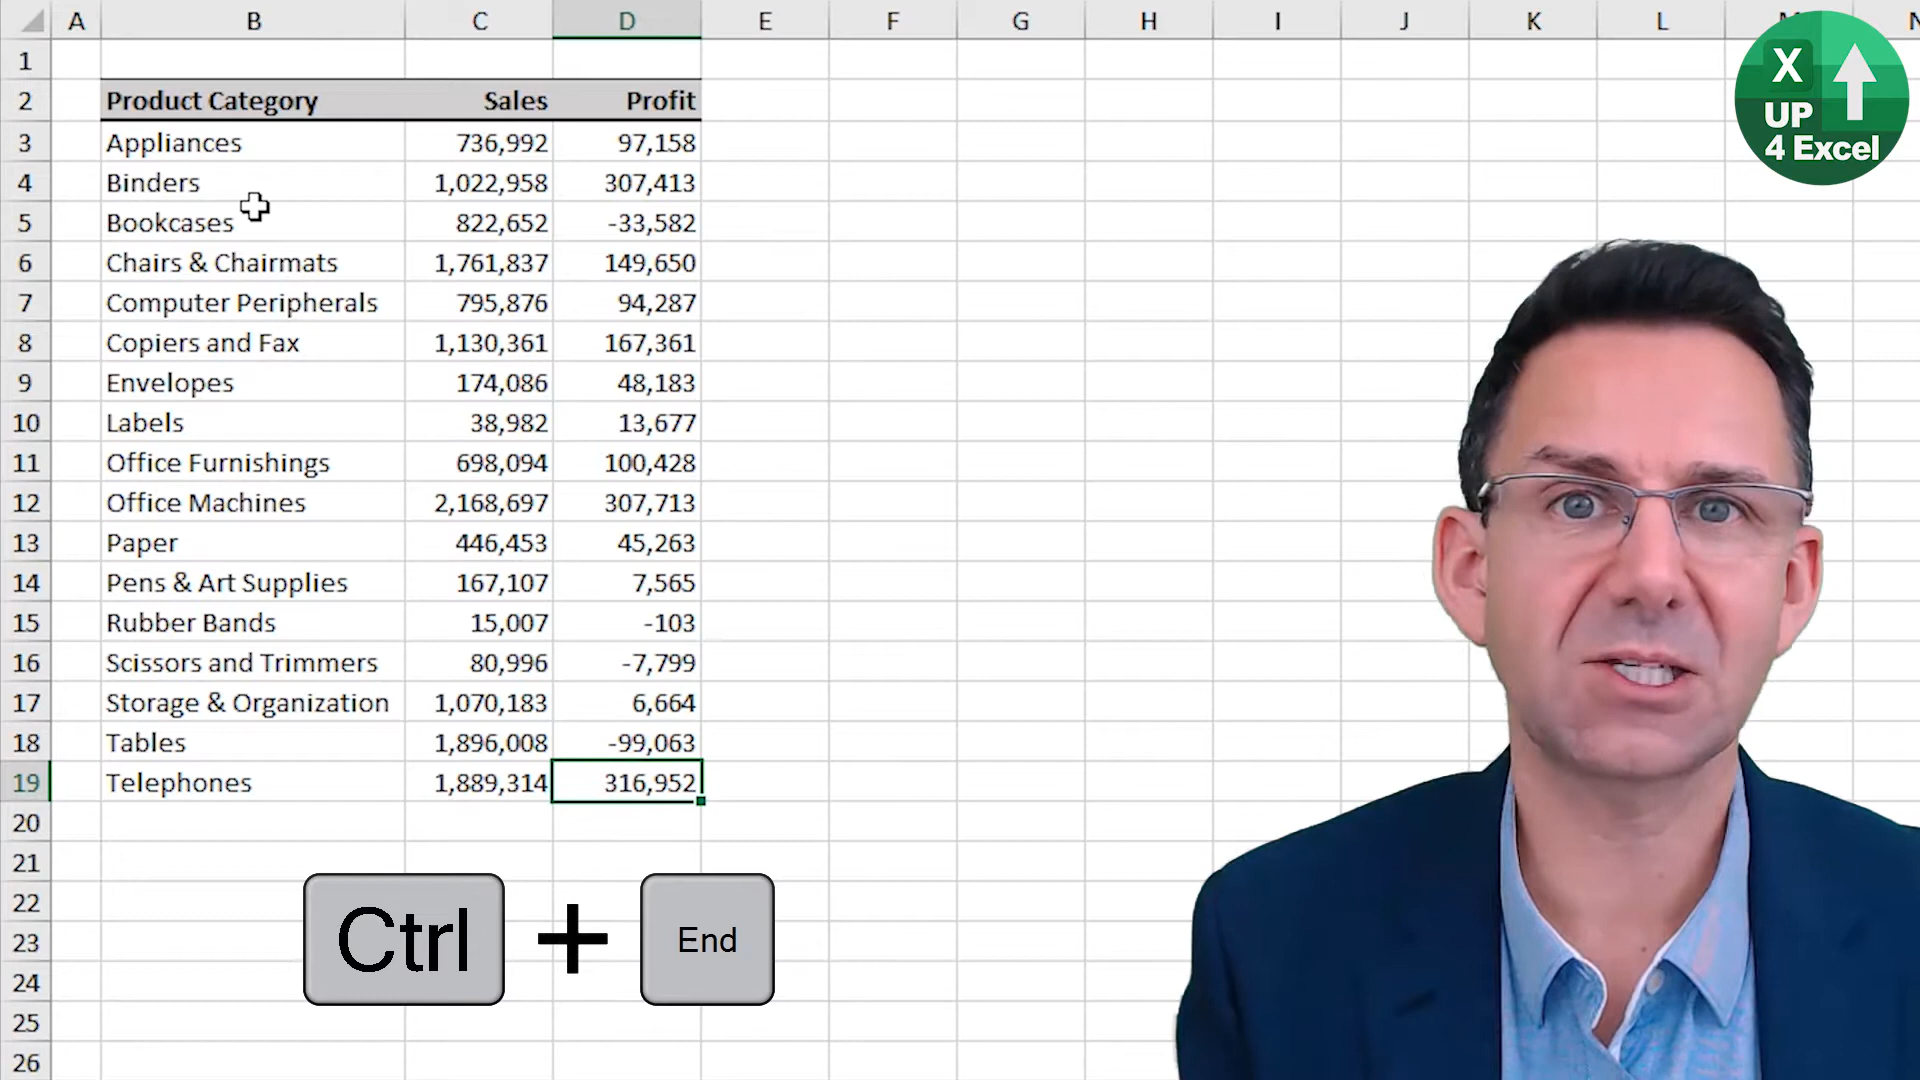 A B C D E F G H I J K L
1
2 Product Category Sales Profit
3 Appliances 736,992 97,158
4 Binders 1,022,958 307,413
5 Bookcases 822,652 -33,582
6 Chairs & Chairmats 1,761,837 149,650
7 Computer Peripherals 795,876 94,287
8 Copiers and Fax 1,130,361 167,361
9 Envelopes 174,086 48,183
10 Labels 38,982 13,677
11 Office Furnishings 698,094 100,428
12 Office Machines 2,168,697 307,713
13 Paper 446,453 45,263
14 Pens & Art Supplies 167,107 7,565
15 Rubber Bands 15,007 -103
16 Scissors and Trimmers 80,996 -7,799
17 Storage & Organization 1,070,183 6,664
18 Tables 1,896,008 -99,063
19 Telephones 1,889,314 316,952
20
21
22
23
24
25
26
Ctrl + End
X
UP
4 Excel